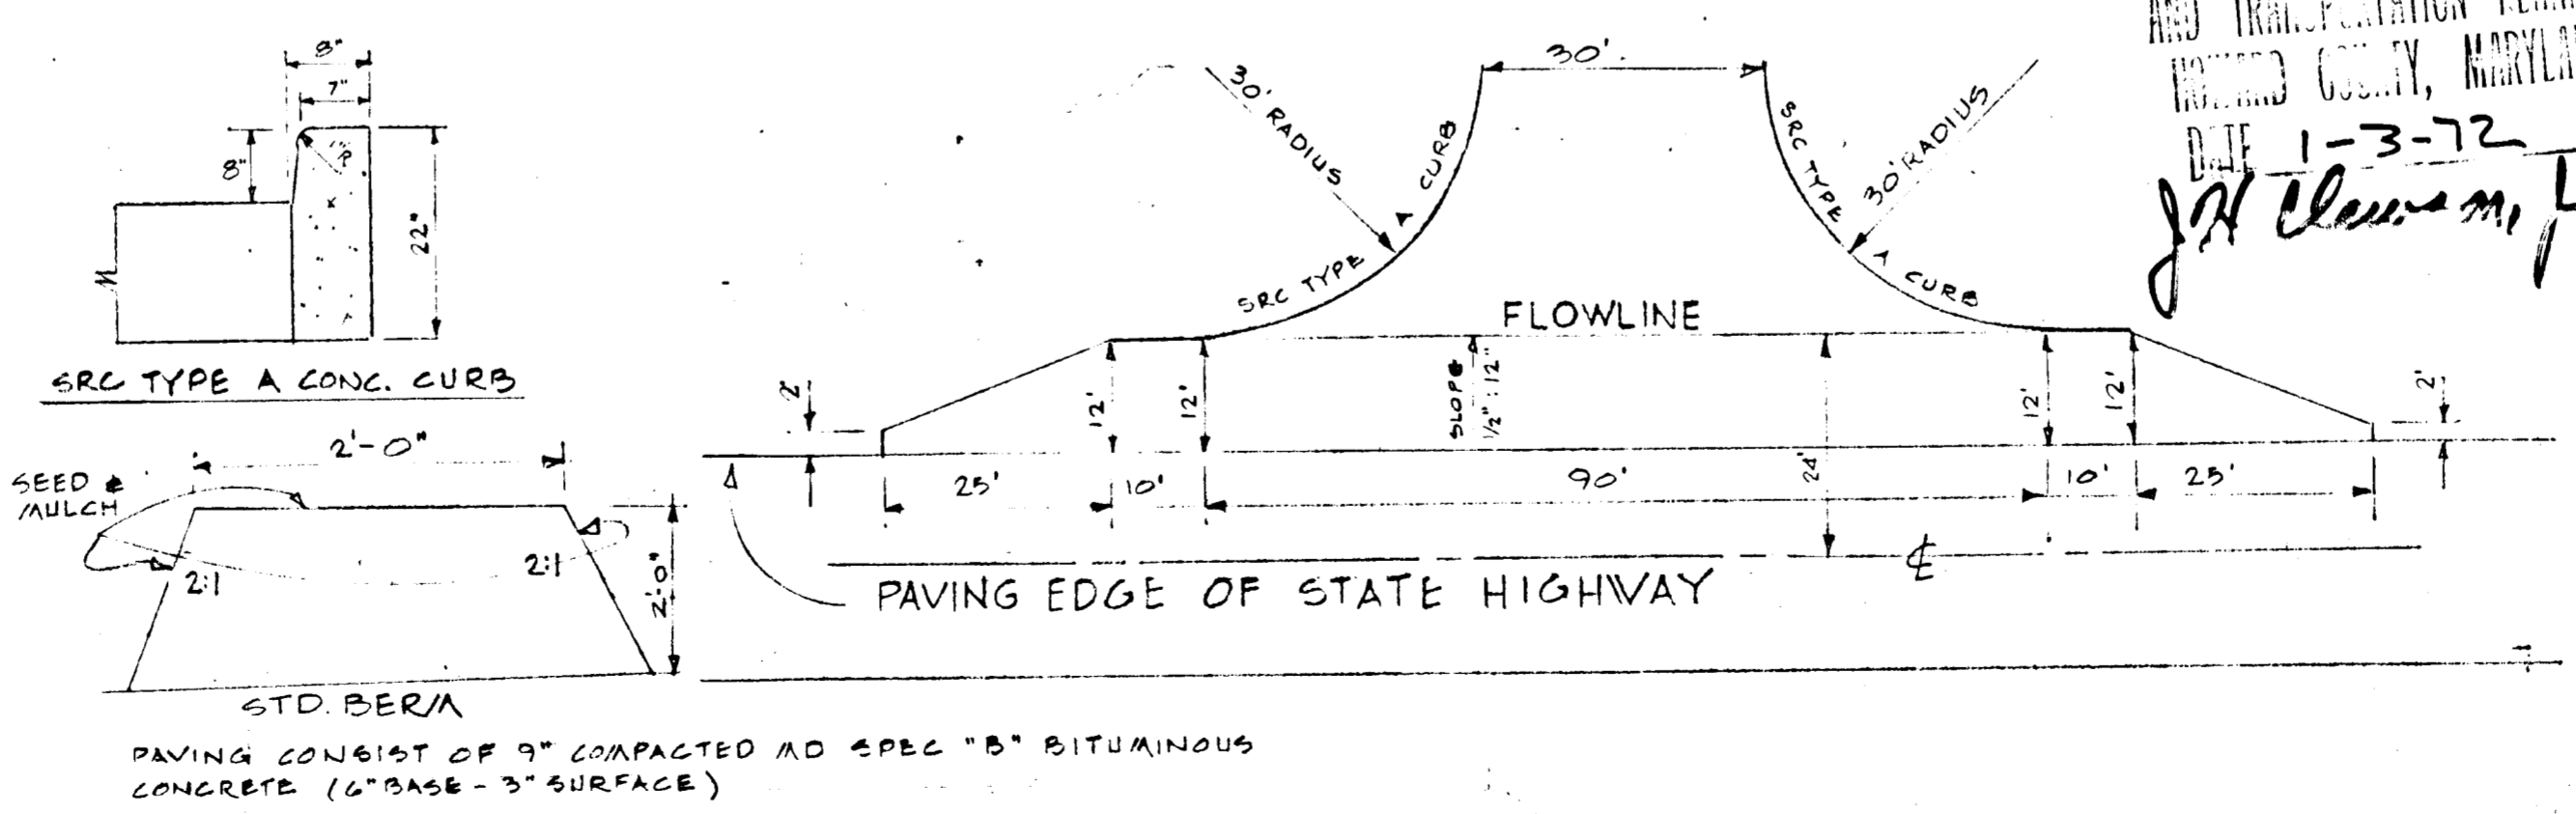 8"
7"
8"
22"
SRC TYPE A CONC. CURB
2'-0"
SEED &
MULCH
2:1
2:1
2'-0"
STD. BERM
PAVING CONSIST OF 9" COMPACTED MD SPEC "B" BITUMINOUS
CONCRETE (6" BASE - 3" SURFACE)
30'
30' RADIUS
SRC TYPE A CURB
SRC TYPE A CURB
30' RADIUS
FLOWLINE
2'
12'
12'
SLOPE
1/2" : 12"
24'
12'
12'
2'
25'
10'
90'
10'
25'
℄
PAVING EDGE OF STATE HIGHWAY
AND TRANSPORTATION
HOWARD COUNTY,
DATE 1-3-72